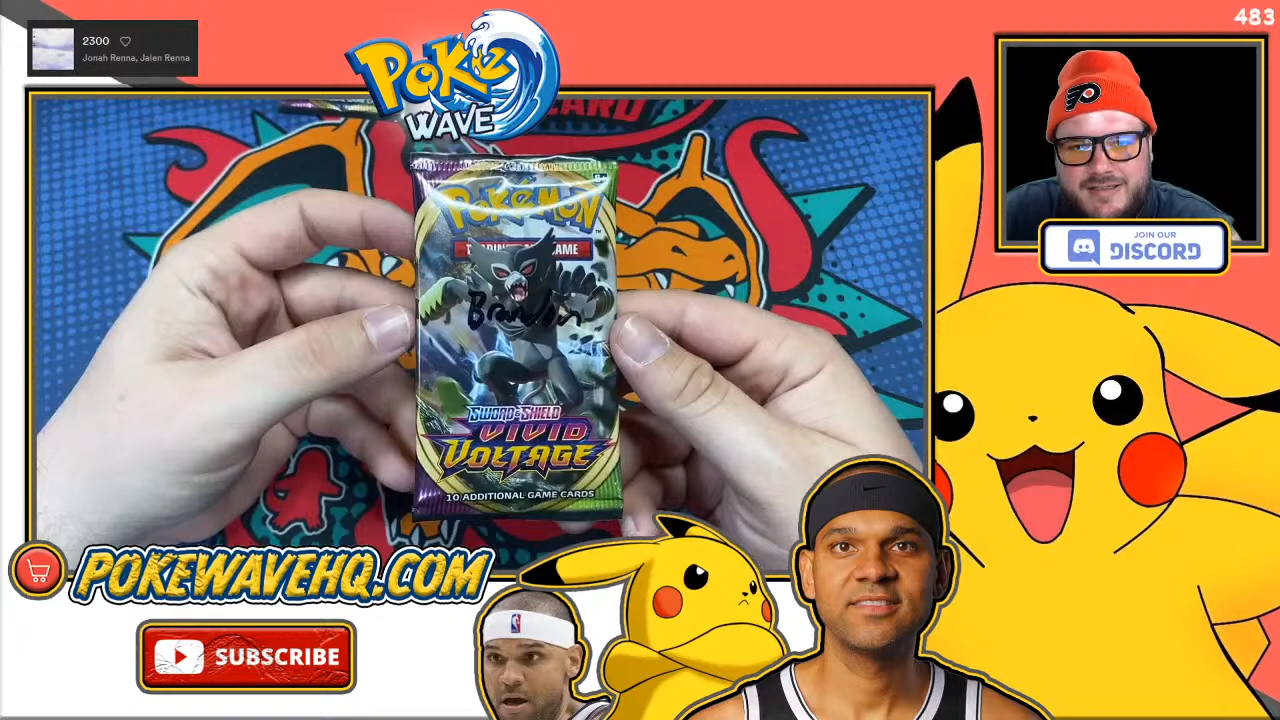 483
2300
Jonah Renna, Jalen Renna
POKE
WAVE
CARD
POKÉMON
TRADING CARD GAME
Brandon
SWORD & SHIELD
VIVID
VOLTAGE
10 ADDITIONAL GAME CARDS
JOIN OUR
DISCORD
POKEWAVEHQ.COM
SUBSCRIBE